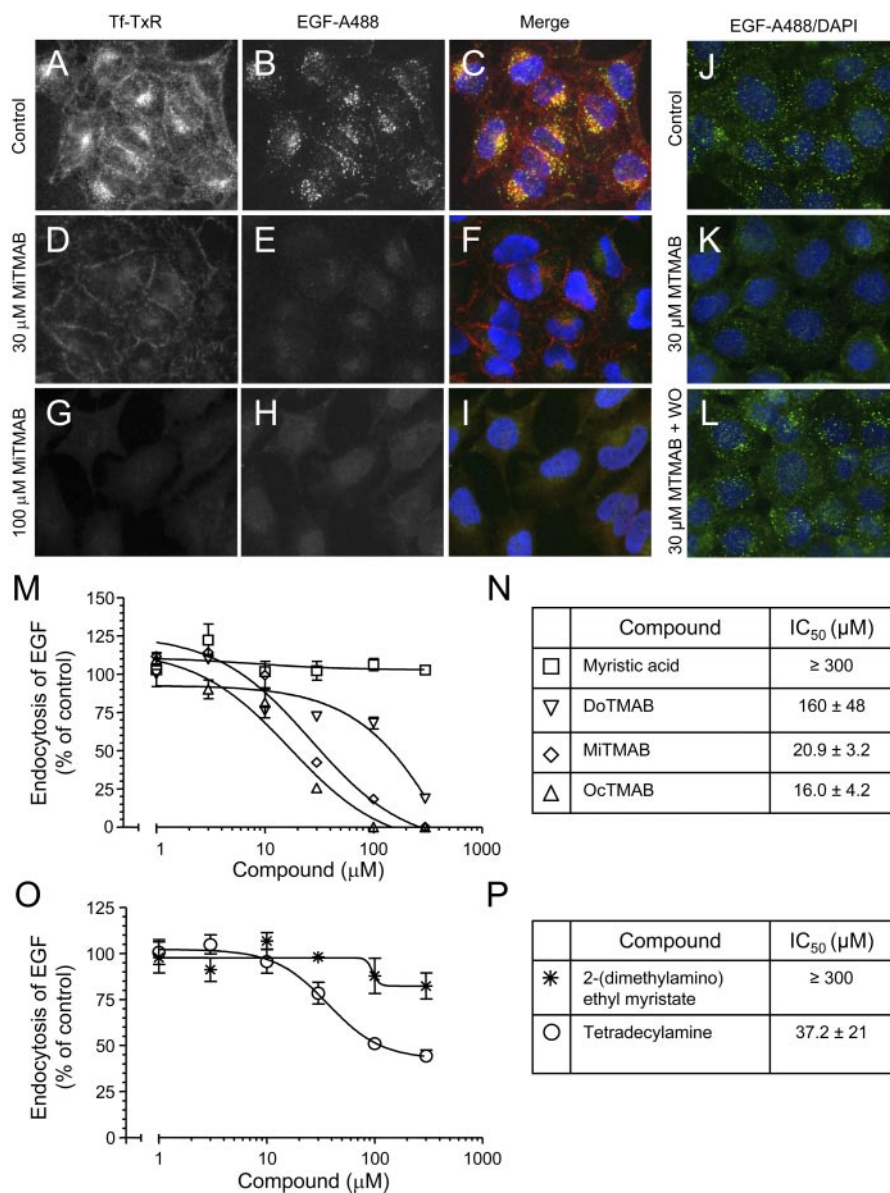 Tf-TxR EGF-A488 Merge EGF-A488/DAPI
Control
A B C
J
Control
30 µM MiTMAB
D E F
K
30 µM MTMAB
100 µM MiTMAB
G H I
L
30 µM MTMAB + WO
M
Endocytosis of EGF
(% of control)
150
125
100
75
50
25
0
1 10 100 1000
Compound (µM)
N
Compound IC50 (µM)
Myristic acid ≥ 300
DoTMAB 160 ± 48
MiTMAB 20.9 ± 3.2
OcTMAB 16.0 ± 4.2
O
Endocytosis of EGF
(% of control)
125
100
75
50
25
0
1 10 100 1000
Compound (µM)
P
Compound IC50 (µM)
2-(dimethylamino) ≥ 300
ethyl myristate
Tetradecylamine 37.2 ± 21